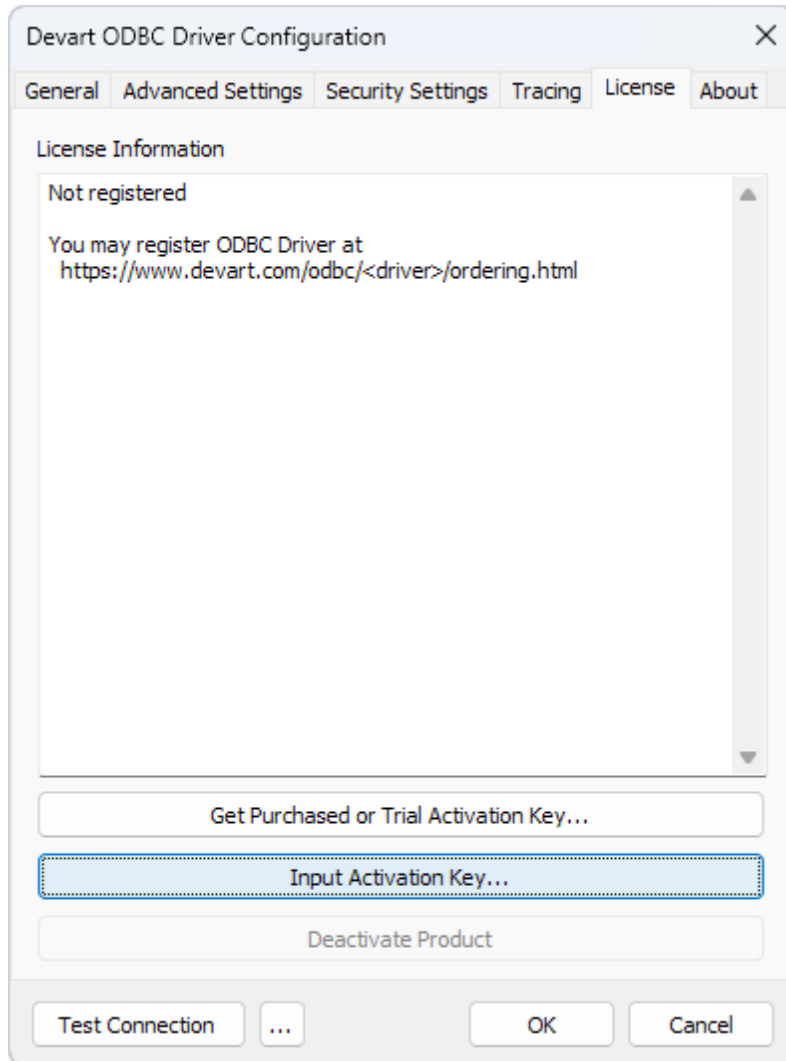 Devart ODBC Driver Configuration
General Advanced Settings Security Settings Tracing License About
License Information
Not registered
You may register ODBC Driver at
https://www.devart.com/odbc/<driver>/ordering.html
Get Purchased or Trial Activation Key...
Input Activation Key...
Deactivate Product
Test Connection ... OK Cancel